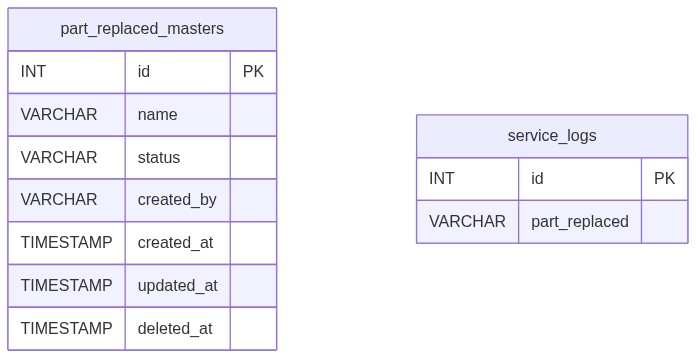 part_replaced_masters
INT id PK
VARCHAR name
VARCHAR status
VARCHAR created_by
TIMESTAMP created_at
TIMESTAMP updated_at
TIMESTAMP deleted_at
service_logs
INT id PK
VARCHAR part_replaced